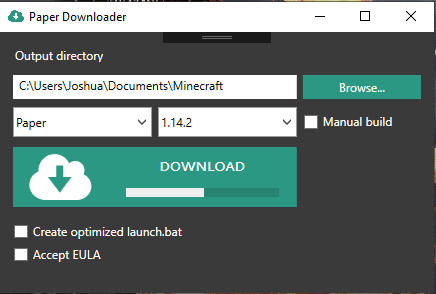 Paper Downloader
Output directory
C:\Users\Joshua\Documents\Minecraft
Browse...
Paper
1.14.2
Manual build
DOWNLOAD
Create optimized launch.bat
Accept EULA